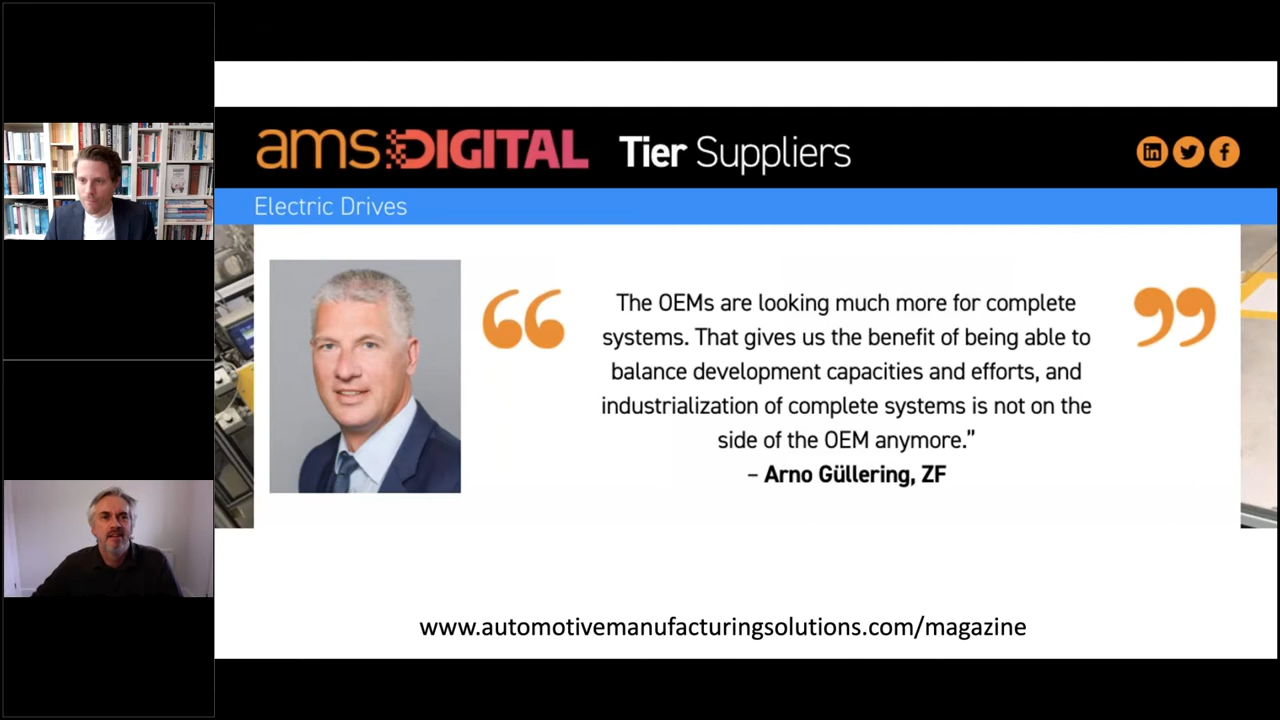 ams DIGITAL Tier Suppliers
Electric Drives
“ The OEMs are looking much more for complete ”
systems. That gives us the benefit of being able to
balance development capacities and efforts, and
industrialization of complete systems is not on the
side of the OEM anymore.”
– Arno Güllering, ZF
www.automotivemanufacturingsolutions.com/magazine